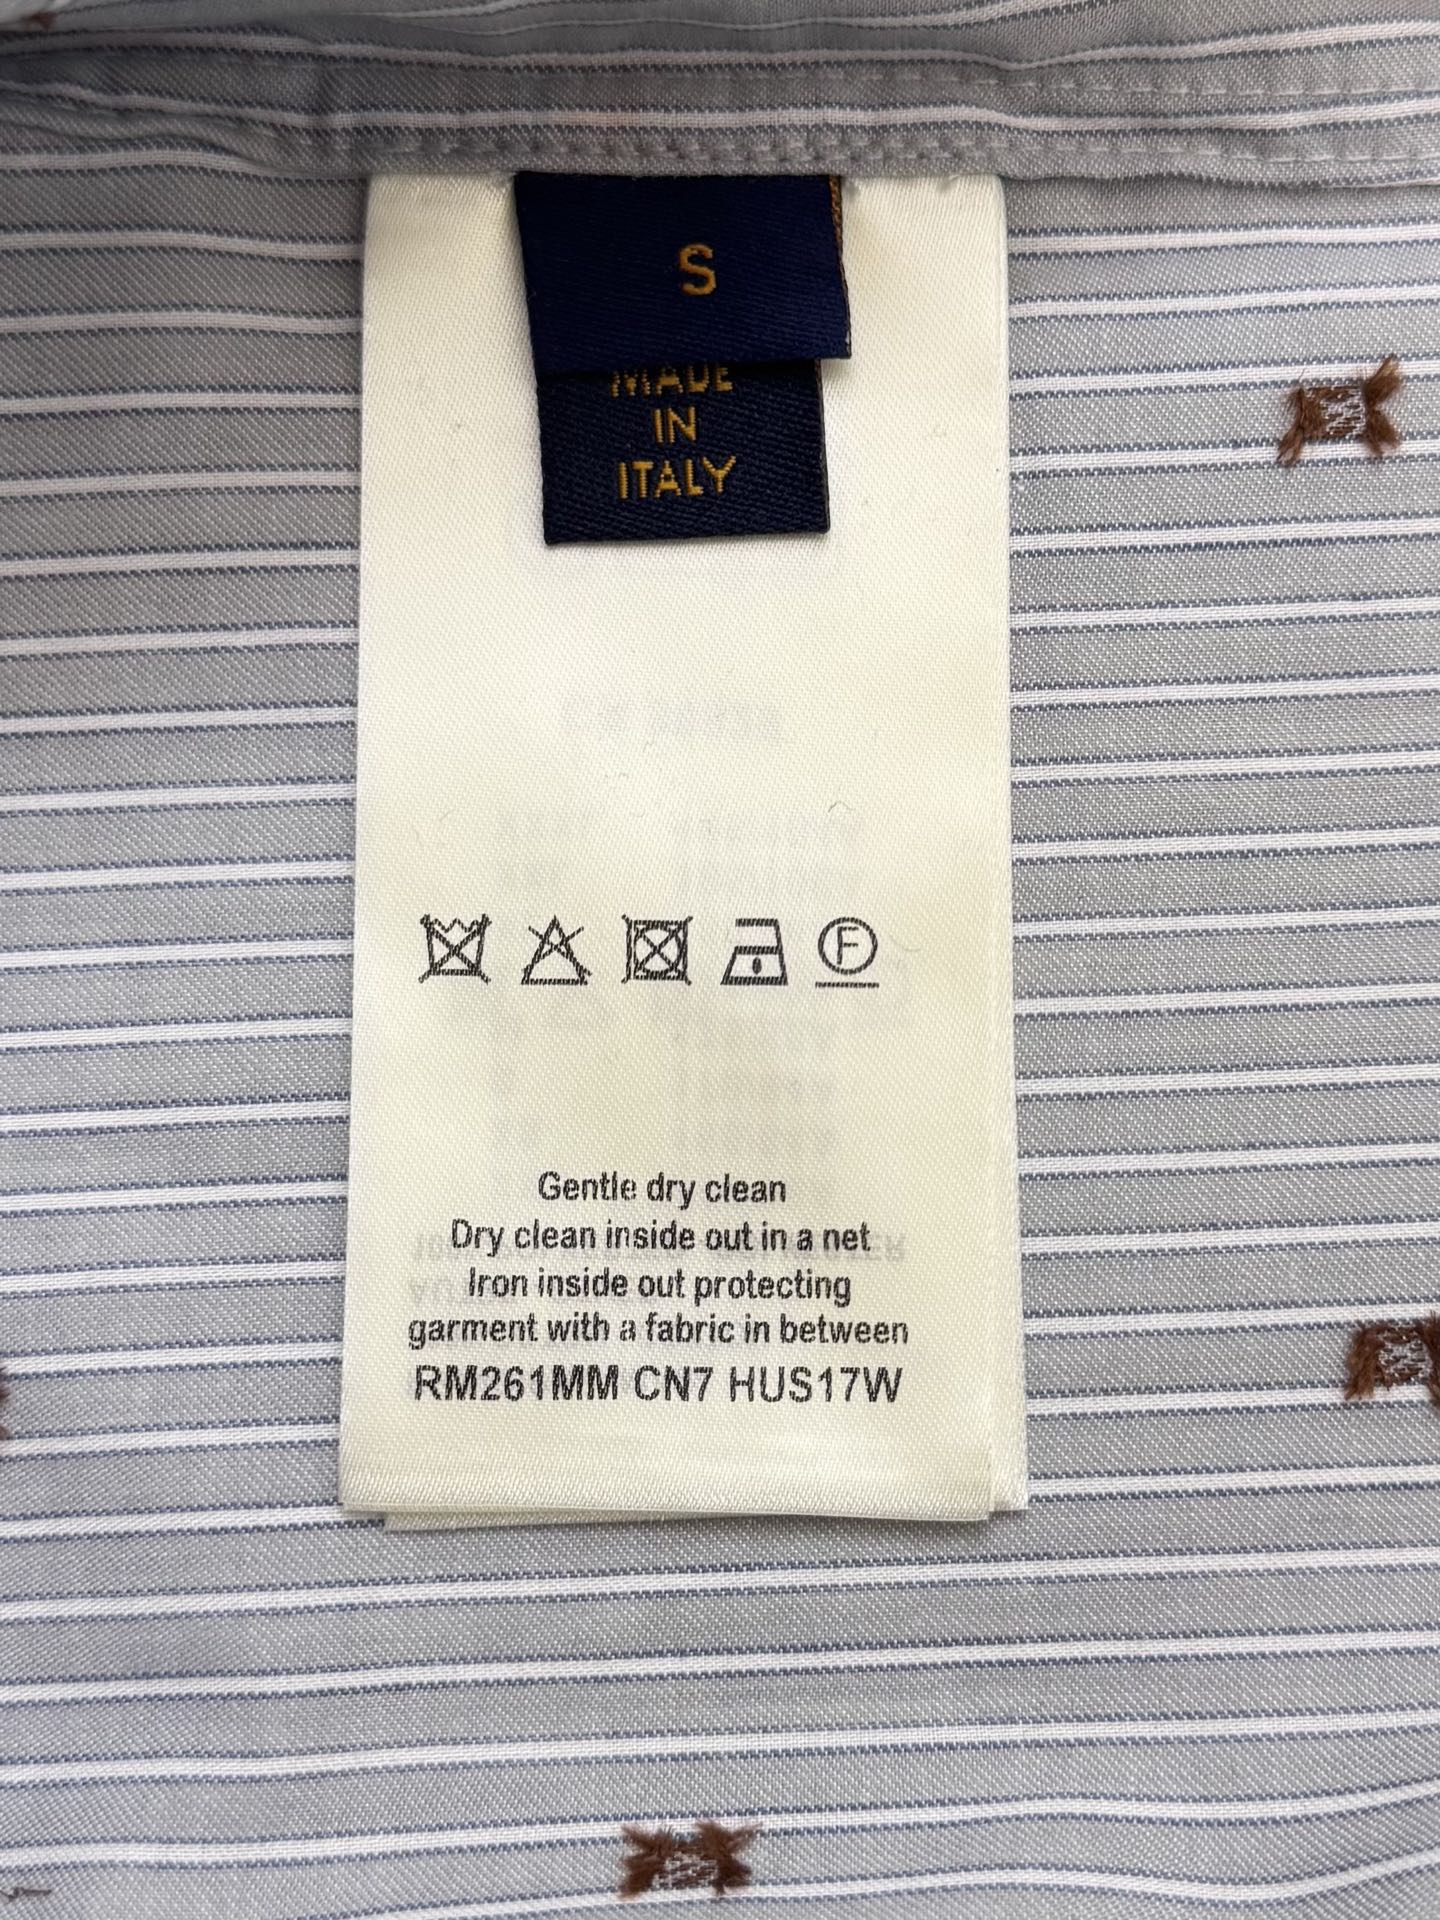 S
MADE
IN
ITALY
F
Gentle dry clean
Dry clean inside out in a net
Iron inside out protecting
garment with a fabric in between
RM261MM CN7 HUS17W